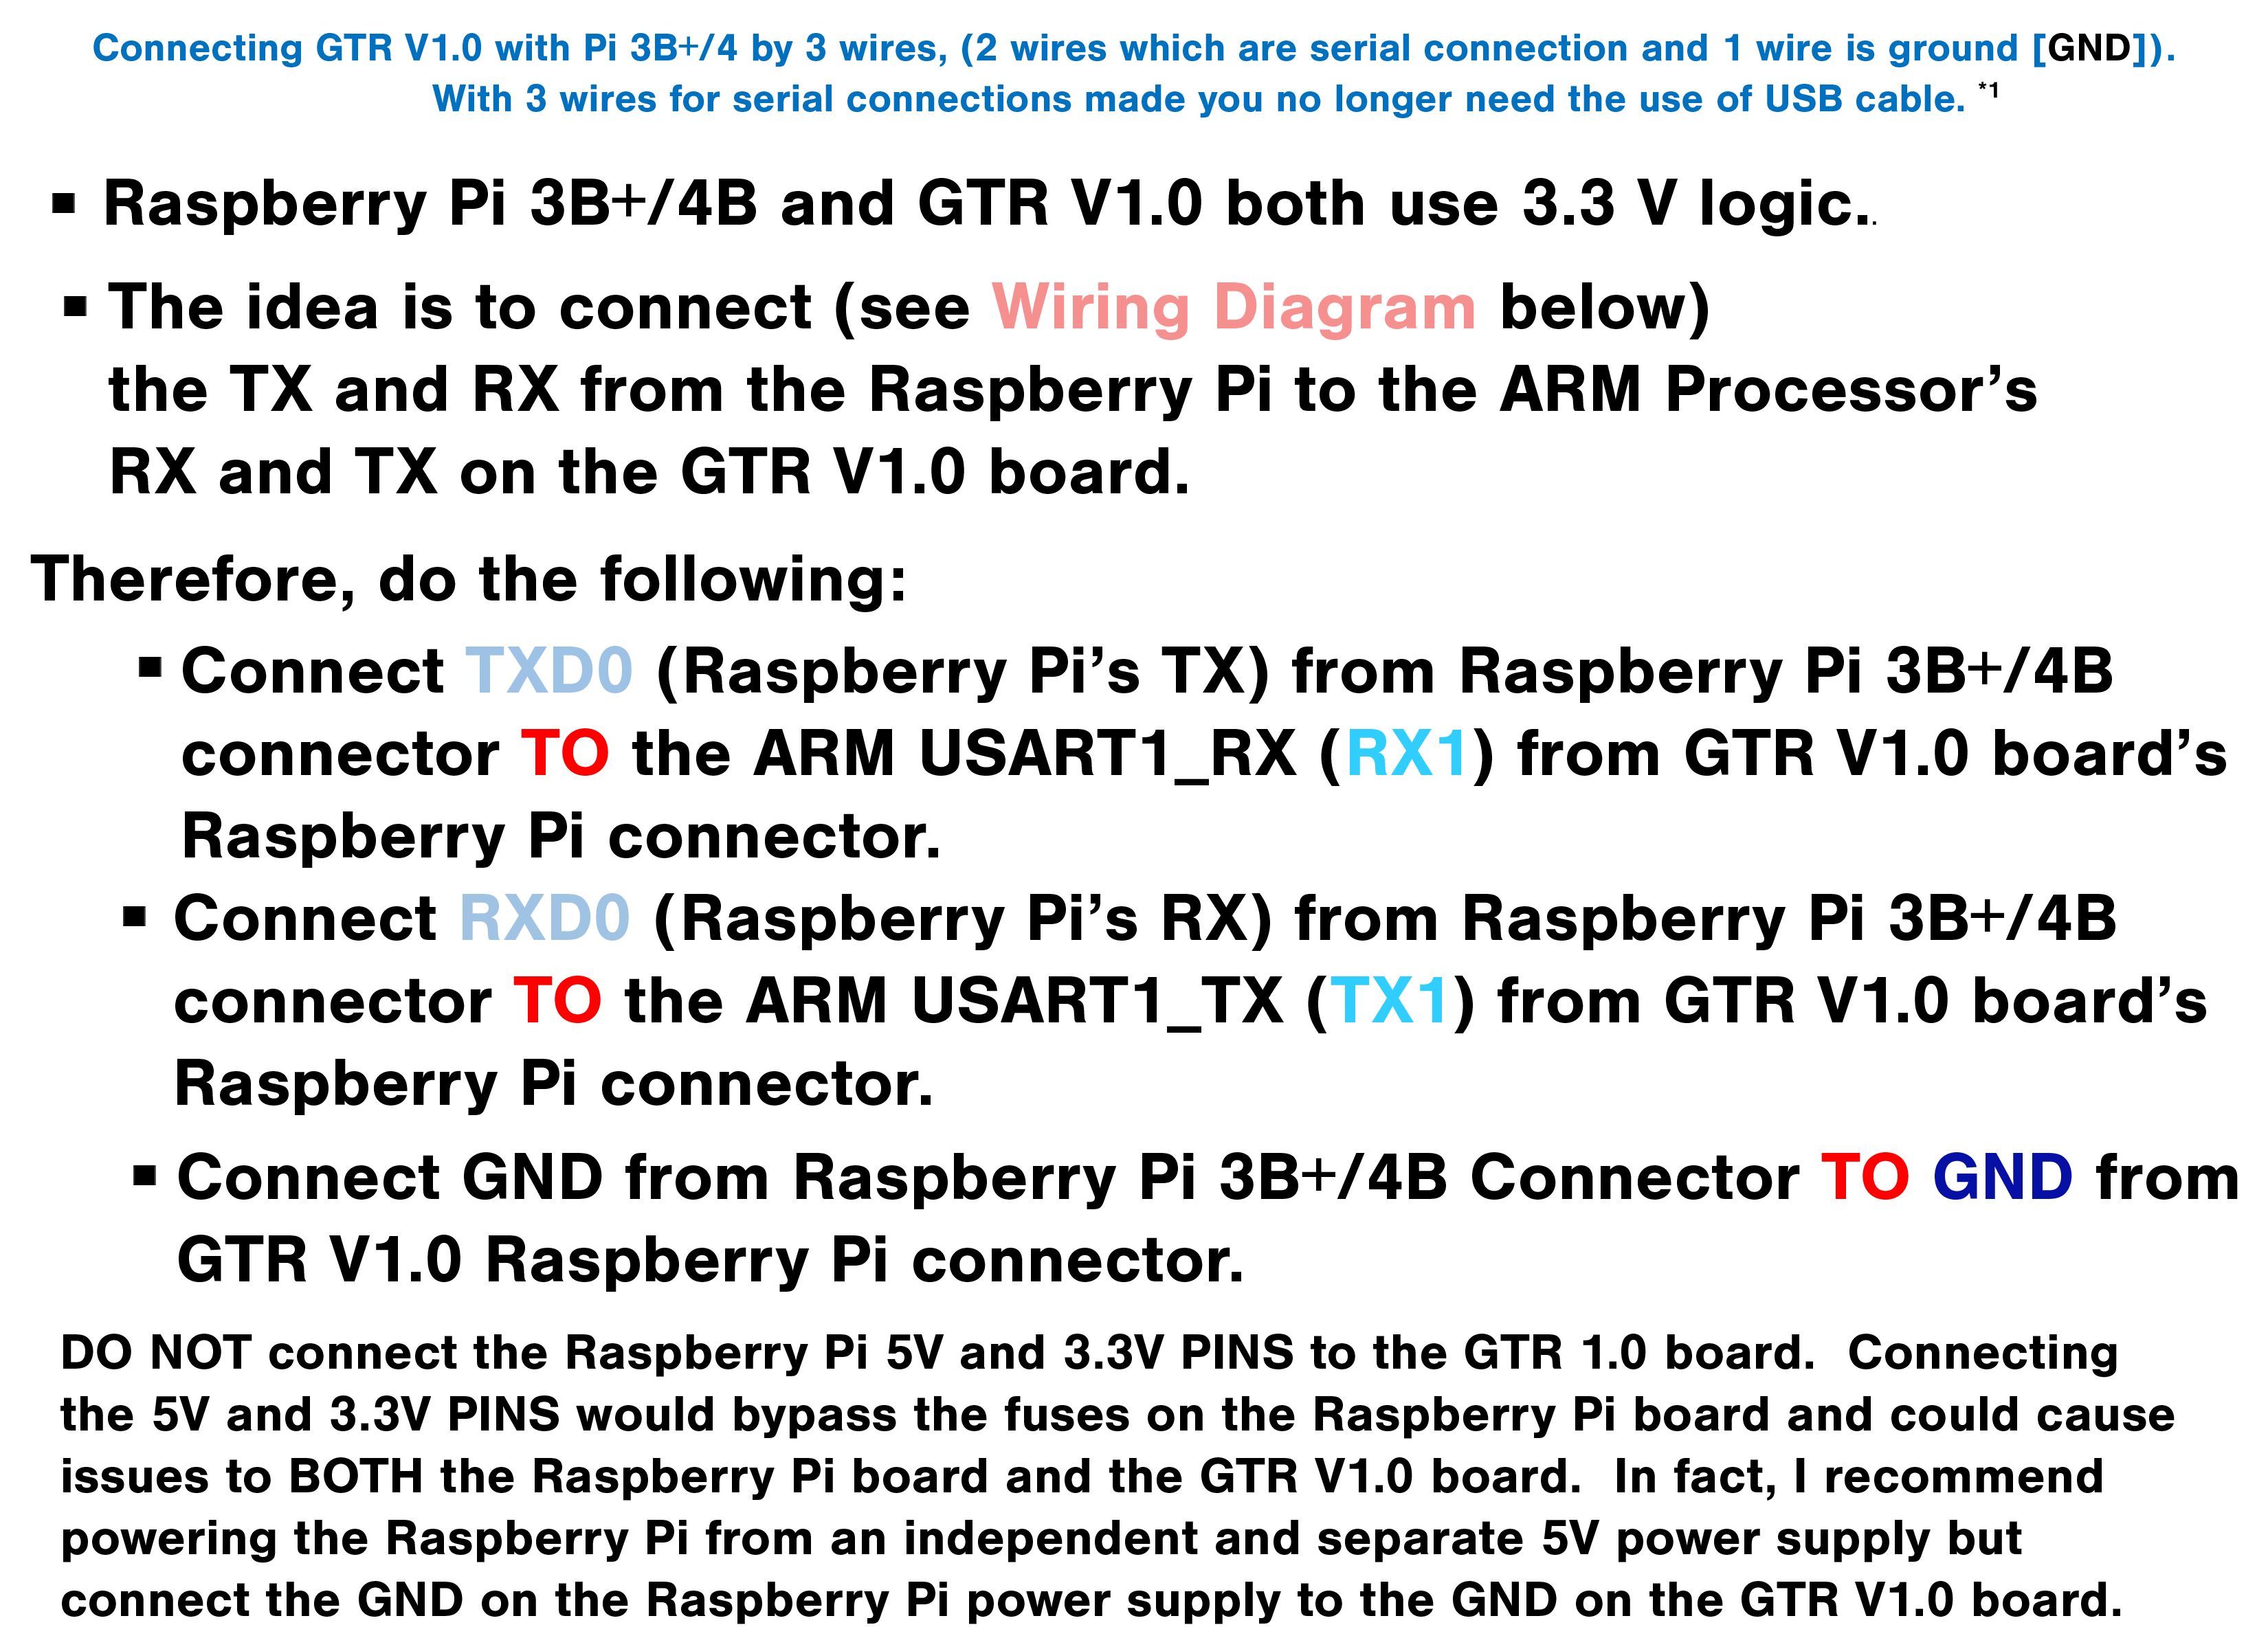 Connecting GTR V1.0 with Pi 3B+/4 by 3 wires, (2 wires which are serial connection and 1 wire is ground [GND]).
With 3 wires for serial connections made you no longer need the use of USB cable. *1
▪ Raspberry Pi 3B+/4B and GTR V1.0 both use 3.3 V logic..
▪ The idea is to connect (see Wiring Diagram below)
the TX and RX from the Raspberry Pi to the ARM Processor’s
RX and TX on the GTR V1.0 board.
Therefore, do the following:
▪ Connect TXD0 (Raspberry Pi’s TX) from Raspberry Pi 3B+/4B
connector TO the ARM USART1_RX (RX1) from GTR V1.0 board’s
Raspberry Pi connector.
▪ Connect RXD0 (Raspberry Pi’s RX) from Raspberry Pi 3B+/4B
connector TO the ARM USART1_TX (TX1) from GTR V1.0 board’s
Raspberry Pi connector.
▪ Connect GND from Raspberry Pi 3B+/4B Connector TO GND from
GTR V1.0 Raspberry Pi connector.
DO NOT connect the Raspberry Pi 5V and 3.3V PINS to the GTR 1.0 board.  Connecting
the 5V and 3.3V PINS would bypass the fuses on the Raspberry Pi board and could cause
issues to BOTH the Raspberry Pi board and the GTR V1.0 board.  In fact, I recommend
powering the Raspberry Pi from an independent and separate 5V power supply but
connect the GND on the Raspberry Pi power supply to the GND on the GTR V1.0 board.